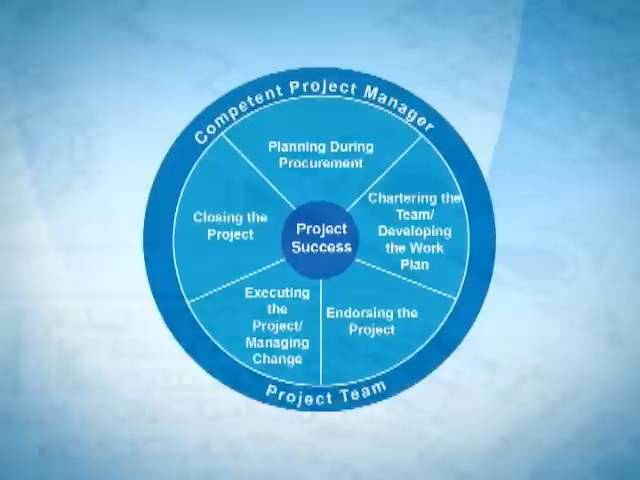 Competent Project Manager
Planning During
Procurement
Chartering the
Team/
Developing
the Work
Plan
Closing the
Project
Project
Success
Executing
the
Project/
Managing
Change
Endorsing the
Project
Project Team